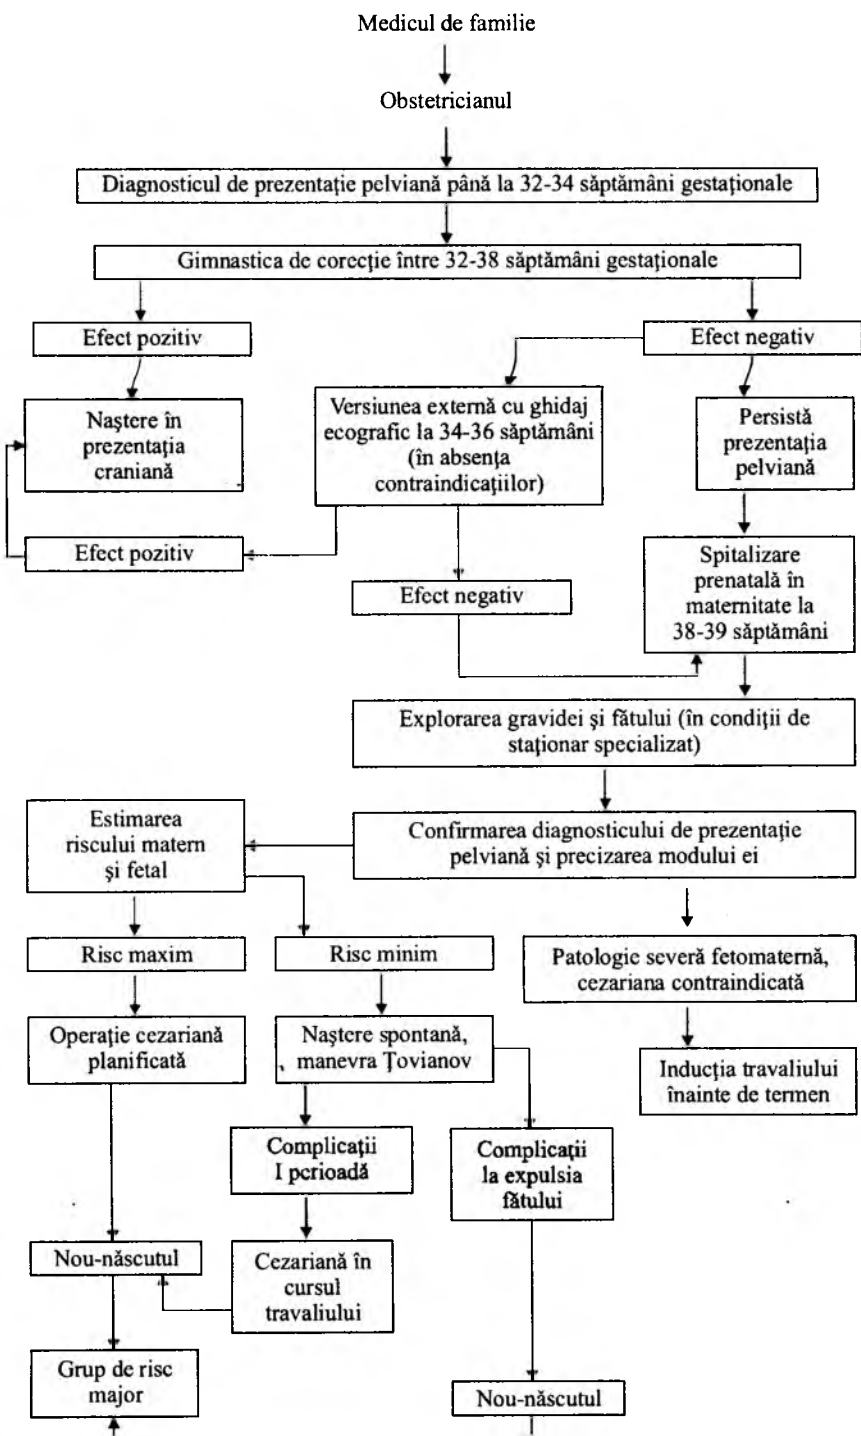 Medicul de familie
Obstetricianul
Diagnosticul de prezentaţie pelviană până la 32-34 săptămâni gestaţionale
Gimnastica de corecţie între 32-38 săptămâni gestaţionale
Efect pozitiv
Efect negativ
Naştere în
prezentaţia
craniană
Versiunea externă cu ghidaj
ecografic la 34-36 săptămâni
(în absenţa
contraindicaţiilor)
Persistă
prezentaţia
pelviană
Efect pozitiv
Efect negativ
Spitalizare
prenatală în
maternitate la
38-39 săptămâni
Explorarea gravidei şi fătului (în condiţii de
staţionar specializat)
Estimarea
riscului matern
şi fetal
Confirmarea diagnosticului de prezentaţie
pelviană şi precizarea modului ei
Risc maxim
Risc minim
Patologie severă fetomaternă,
cezariana contraindicată
Operaţie cezariană
planificată
Naştere spontană,
manevra Ţovianov
Inducţia travaliului
înainte de termen
Complicaţii
I perioadă
Complicaţii
la expulsia
fătului
Nou-născutul
Cezariană în
cursul
travaliului
Grup de risc
major
Nou-născutul